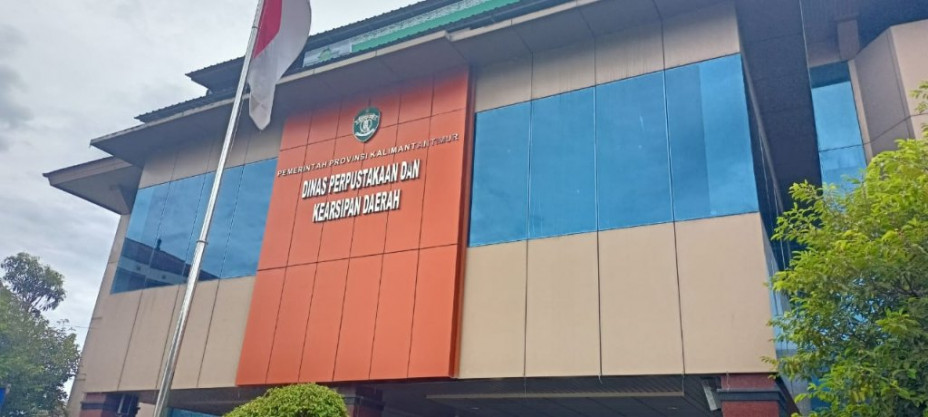 PEMERINTAH PROVINSI KALIMANTAN TIMUR
DINAS PERPUSTAKAAN DAN
KEARSIPAN DAERAH